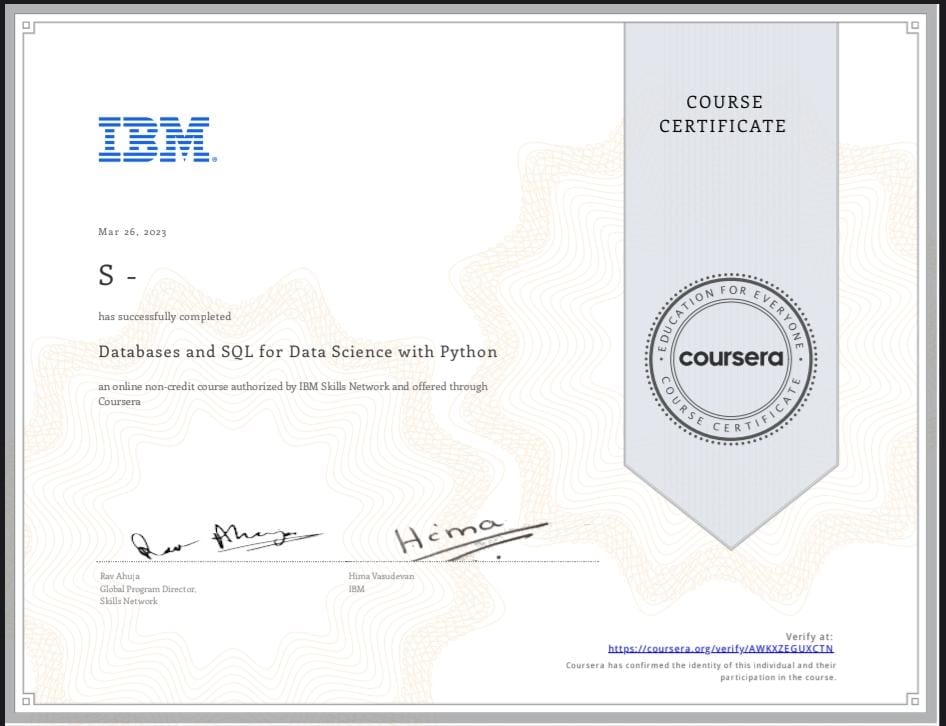 COURSE
CERTIFICATE
IBM®
Mar 26, 2023
S -
has successfully completed
Databases and SQL for Data Science with Python
an online non-credit course authorized by IBM Skills Network and offered through
Coursera
EDUCATION FOR EVERYONE
coursera
COURSE CERTIFICATE
Rav Ahuja
Hima
Rav Ahuja
Global Program Director,
Skills Network
Hima Vasudevan
IBM
Verify at:
https://coursera.org/verify/AWKXZEGUXCTN
Coursera has confirmed the identity of this individual and their
participation in the course.